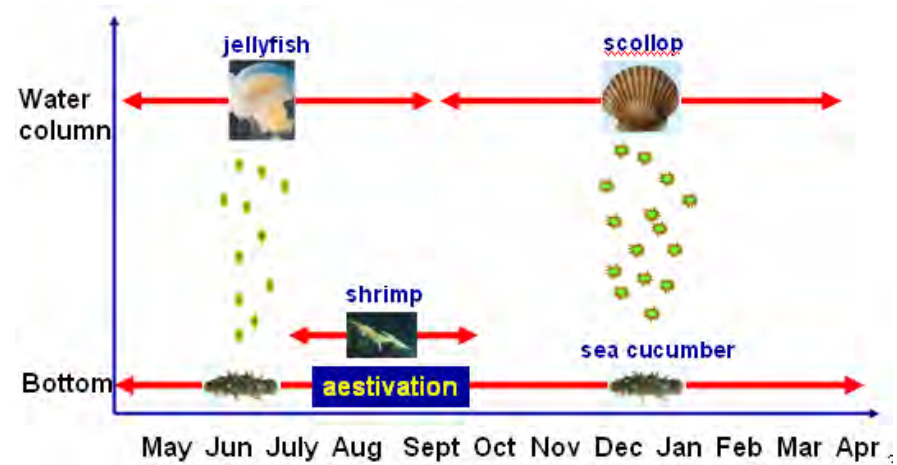 jellyfish
scollop
Water
column
shrimp
sea cucumber
Bottom
aestivation
May Jun July Aug Sept Oct Nov Dec Jan Feb Mar Apr